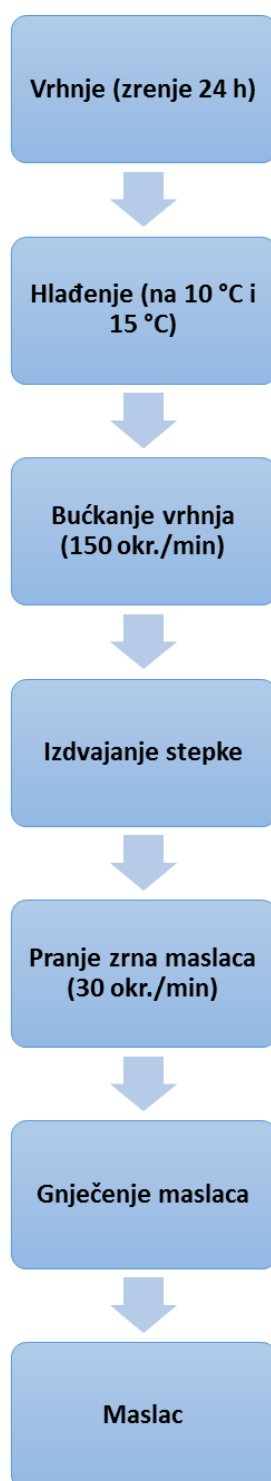 Vrhnje (zrenje 24 h)
Hlađenje (na 10 °C i
15 °C)
Bućkanje vrhnja
(150 okr./min)
Izdvajanje stepke
Pranje zrna maslaca
(30 okr./min)
Gnječenje maslaca
Maslac